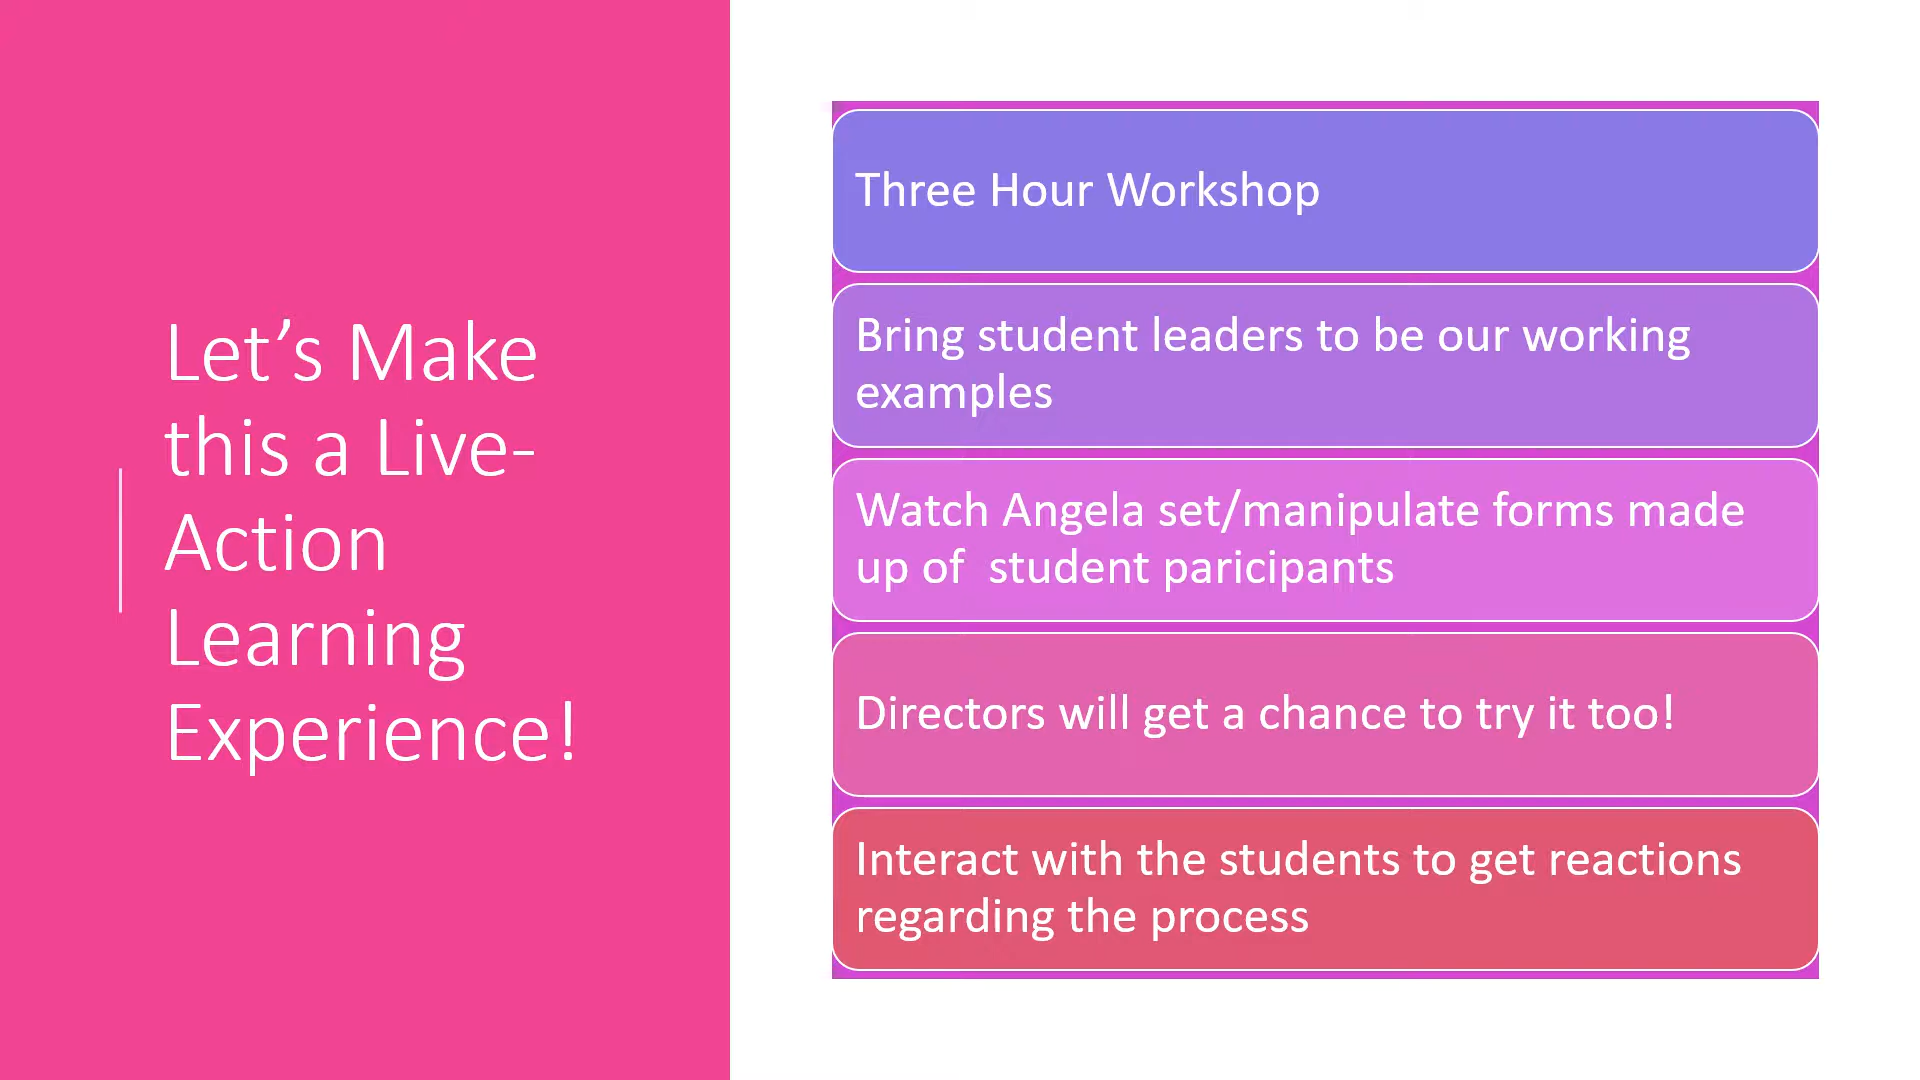 Let’s Make
this a Live-
Action
Learning
Experience!
Three Hour Workshop
Bring student leaders to be our working
examples
Watch Angela set/manipulate forms made
up of  student paricipants
Directors will get a chance to try it too!
Interact with the students to get reactions
regarding the process